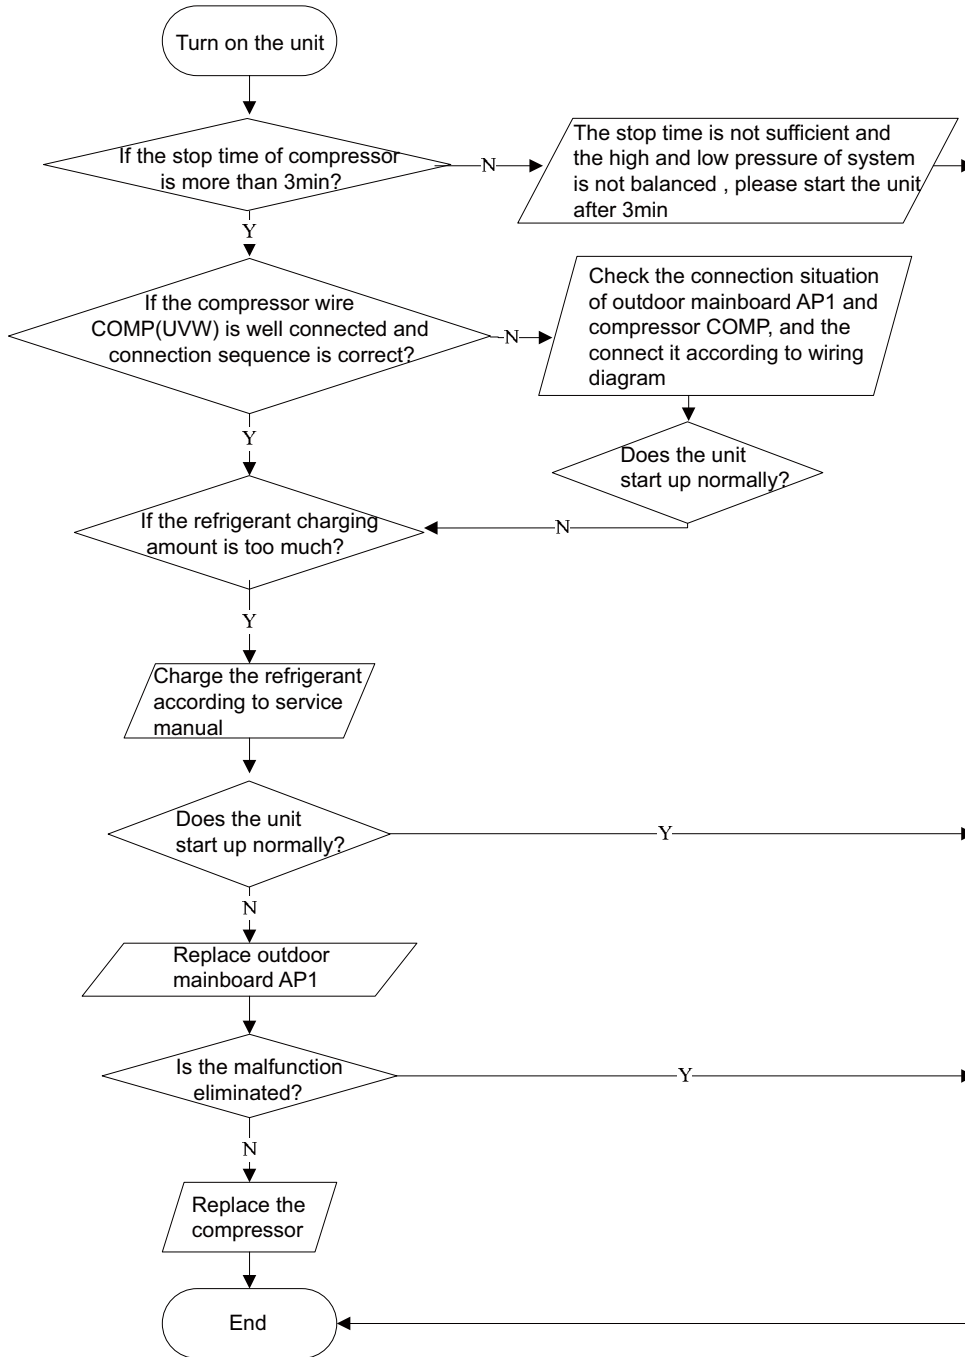 Turn on the unit
If the stop time of compressor
is more than 3min?
N
The stop time is not sufficient and
the high and low pressure of system
is not balanced , please start the unit
after 3min
Y
If the compressor wire
COMP(UVW) is well connected and
connection sequence is correct?
N
Check the connection situation
of outdoor mainboard AP1 and
compressor COMP, and the
connect it according to wiring
diagram
Y
Does the unit
start up normally?
If the refrigerant charging
amount is too much?
N
Y
Charge the refrigerant
according to service
manual
Does the unit
start up normally?
Y
N
Replace outdoor
mainboard AP1
Is the malfunction
eliminated?
Y
N
Replace the
compressor
End